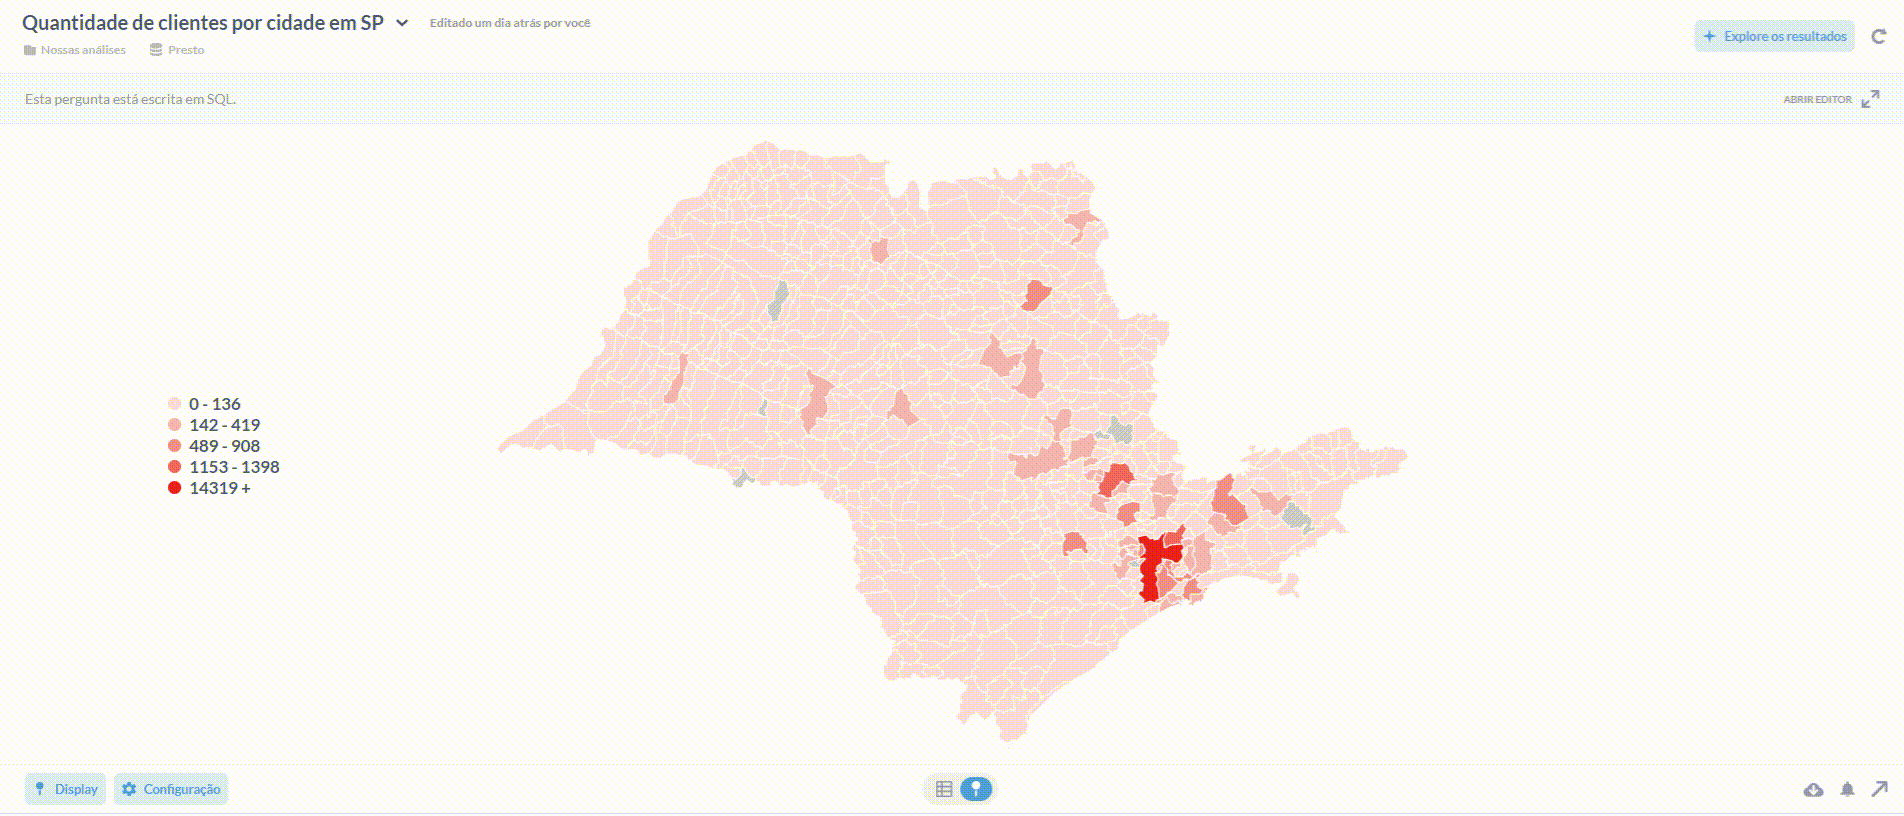 Quantidade de clientes por cidade em SP
Editado um dia atrás por você
Nossas análises
Presto
Explore os resultados
Esta pergunta está escrita em SQL.
ABRIR EDITOR
0 - 136
142 - 419
489 - 908
1153 - 1398
14319 +
Display
Configuração